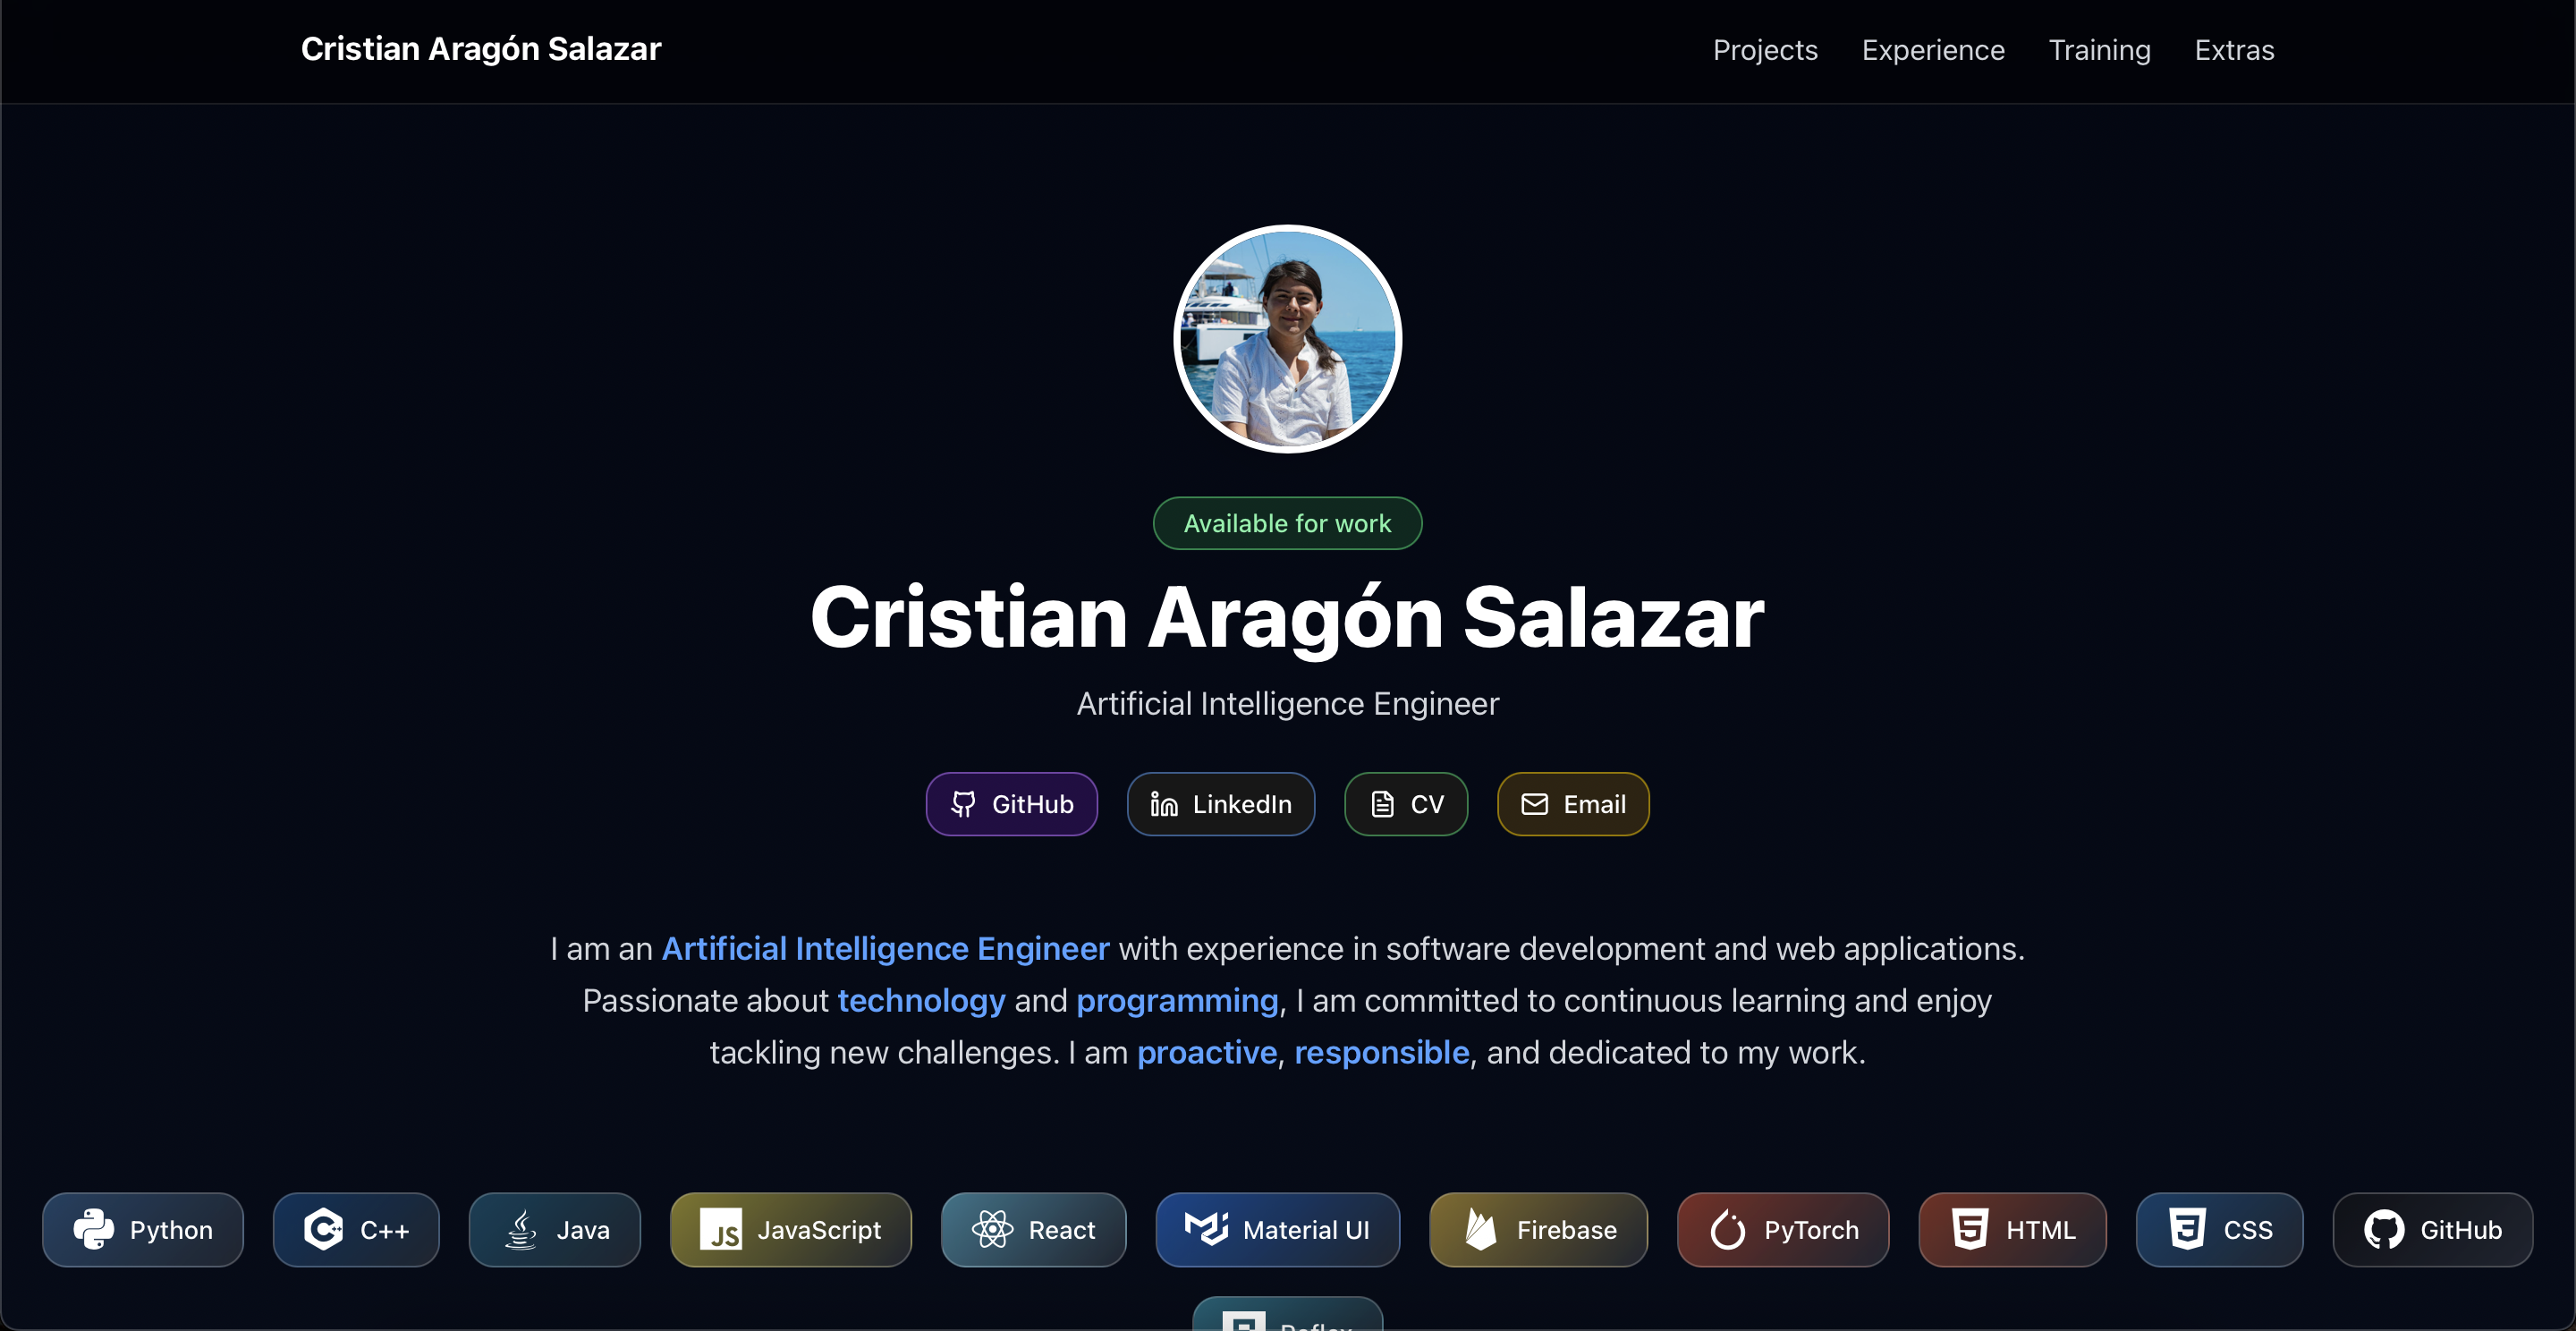 Cristian Aragón Salazar
Projects Experience Training Extras
Available for work
Cristian Aragón Salazar
Artificial Intelligence Engineer
GitHub LinkedIn CV Email
I am an Artificial Intelligence Engineer with experience in software development and web applications.
Passionate about technology and programming, I am committed to continuous learning and enjoy
tackling new challenges. I am proactive, responsible, and dedicated to my work.
Python C++ Java JS JavaScript React Material UI Firebase PyTorch HTML CSS GitHub